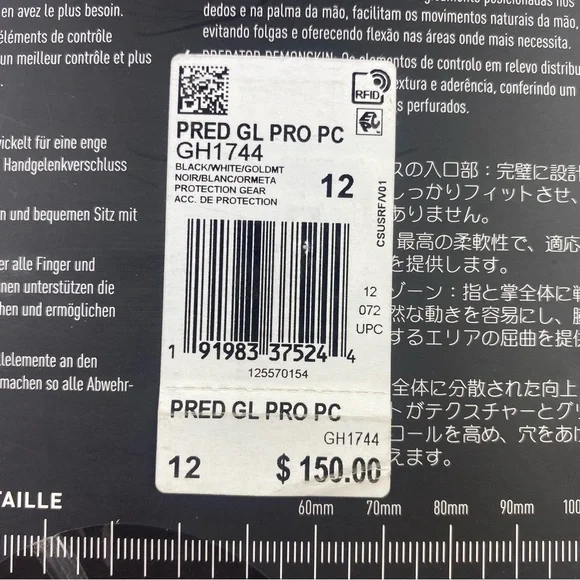 en avez le plus besoin.
éléments de contrôle
un meilleur contrôle et plus
wickelt für eine enge
Handgelenkverschluss
n und bequemen Sitz mit
er alle Finger und
nen unterstützen die
chen und ermöglichen
llelemente an den
machen so alle Abwehr-
dedos e na palma da mão, facilitam os movimentos naturais da mão,
evitando folgas e oferecendo flexão nas áreas onde mais necessita.
PREDATOR DEMONSKIN: Os elementos de controlo em relevo distribu
extura e aderência, conferindo um
s perfurados.
RFID
PRED GL PRO PC
GH1744
BLACK/WHITE/GOLDMT
NOIR/BLANC/ORMETA
PROTECTION GEAR
ACC. DE PROTECTION
12
CSUSRF/V01
12
072
UPC
1 91983 37524 4
125570154
PRED GL PRO PC
GH1744
12 $ 150.00
スの入口部：完璧に設計
しっかりフィットさせ、
ありません。
最高の柔軟性で、適応
を提供します。
ゾーン：指と掌全体に戦
然な動きを容易にし、腕
するエリアの屈曲を提供
全体に分散された向上
トがテクスチャーとグリ
ロールを高め、穴をあけ
えます。
TAILLE
60mm 70mm 80mm 90mm 100